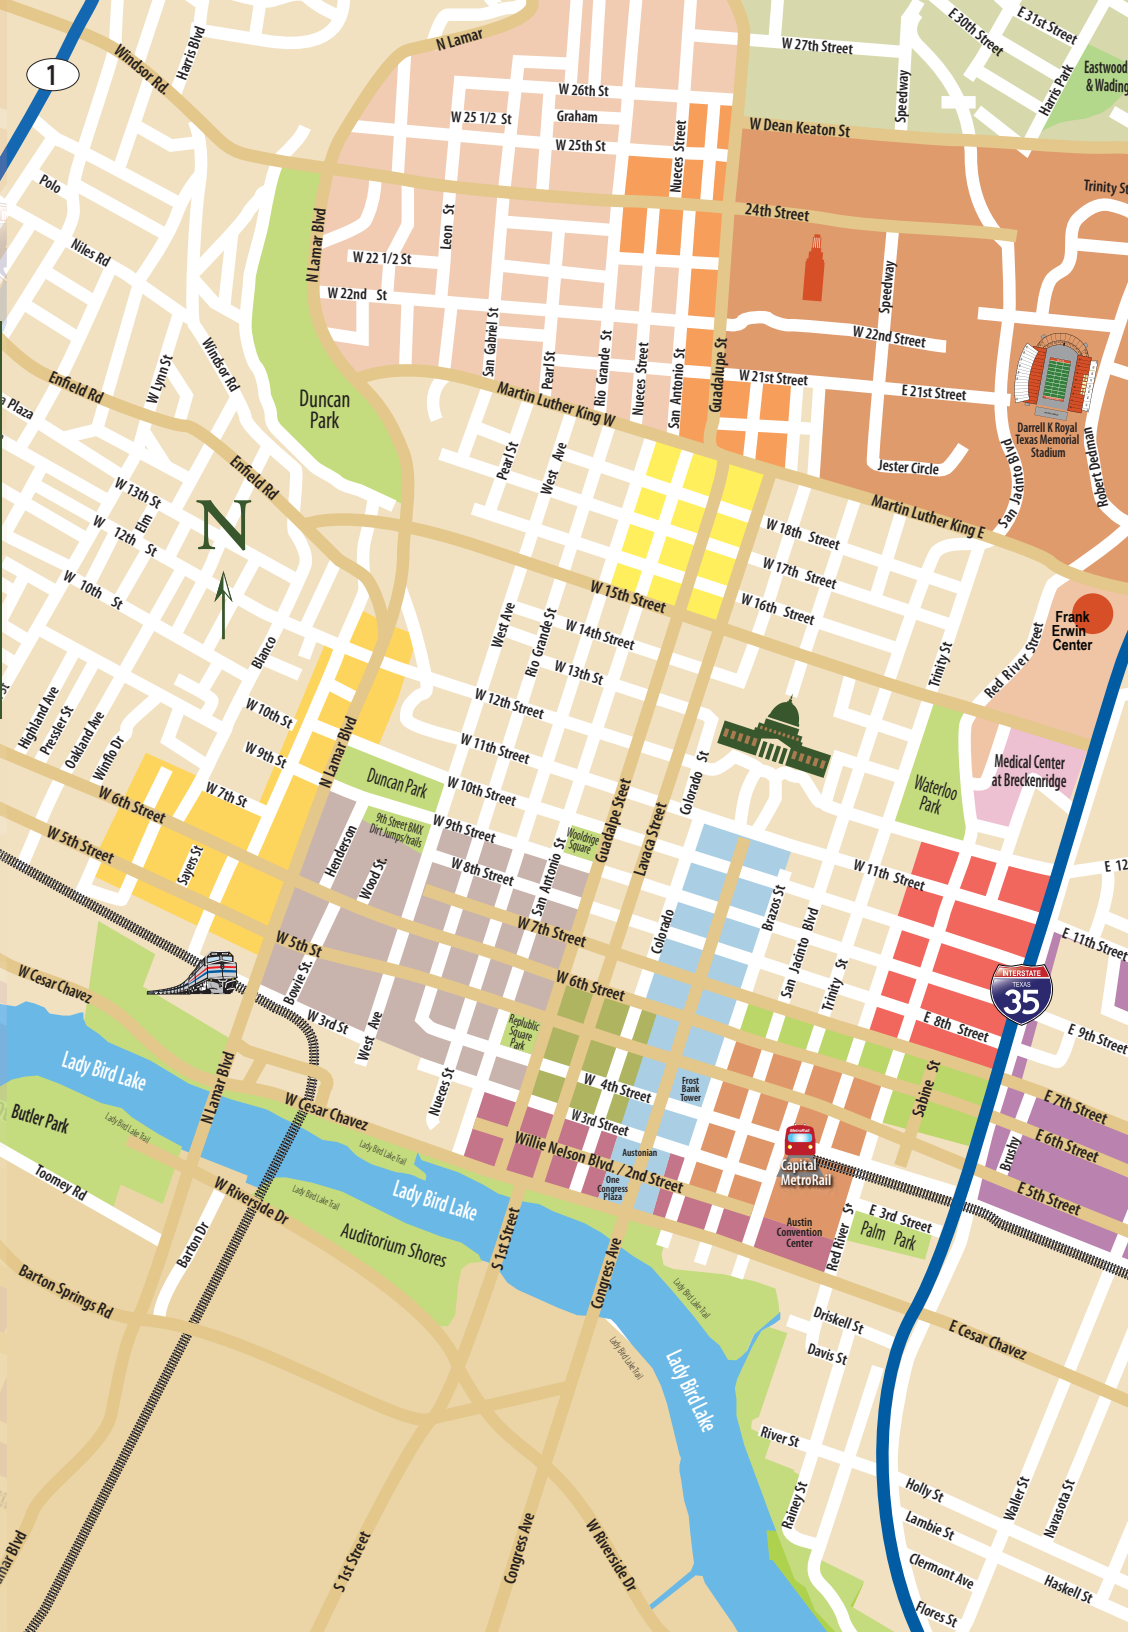 N Lamar
E 30th Street
E 31st Street
Harris Blvd
Windsor Rd.
1
W 27th Street
Eastwood
& Wading
Speedway
Harris Park
W 26th St
Graham
W 25 1/2 St
W 25th St
Nueces Street
W Dean Keaton St
Polo
Trinity St
24th Street
Leon St
N Lamar Blvd
Niles Rd
W 22 1/2 St
W 22nd St
Speedway
W 22nd Street
San Gabriel St
Pearl St
Rio Grande St
Nueces Street
San Antonio St
Guadalupe St
W Lynn St
Windsor Rd
W 21st Street
E 21st Street
Enfield Rd
a Plaza
Duncan
Park
Martin Luther King W
Darrell K Royal
Texas Memorial
Stadium
Robert Dedman
San Jacinto Blvd
Jester Circle
Pearl St
West Ave
Enfield Rd
W 13th St
Elm
W 12th St
N
Martin Luther King E
W 18th Street
W 17th Street
W 16th Street
W 10th St
W 15th Street
West Ave
Rio Grande St
W 14th Street
W 13th St
Frank
Erwin
Center
Blanco
Trinity St
Red River Street
St
Highland Ave
Pressler St
Oakland Ave
Winflo Dr
W 10th St
W 9th St
N Lamar Blvd
W 12th Street
W 11th Street
Colorado St
Medical Center
at Breckenridge
Waterloo
Park
Duncan Park
W 10th Street
W 7th St
W 6th Street
W 5th Street
9th Street BMX
Dirt Jumps/trails
W 9th Street
Wooldrige
Square
Guadalpe Steet
Lavaca Street
Sayers St
Henderson
Wood St.
W 8th Street
San Antonio St
W 11th Street
E 12
Brazos St
Colorado
W 7th Street
San Jacinto Blvd
Trinity St
E 11th Street
W 5th St
W Cesar Chavez
Bowie St.
W 6th Street
INTERSTATE
TEXAS
35
W 3rd St
West Ave
Replublic
Square
Park
E 8th Street
E 9th Street
Lady Bird Lake
N Lamar Blvd
Nueces St
W 4th Street
Frost
Bank
Tower
Sabine St
E 7th Street
Butler Park
Lady Bird Lake Trail
W Cesar Chavez
W 3rd Street
Willie Nelson Blvd. / 2nd Street
Austonian
MetroRail
Capital
MetroRail
Brushy
E 6th Street
E 5th Street
Lady Bird Lake Trail
Toomey Rd
W Riverside Dr
Lady Bird Lake Trail
Lady Bird Lake
One
Congress
Plaza
Barton Dr
Auditorium Shores
S 1st Street
Austin
Convention
Center
Red River St
E 3rd Street
Palm Park
Congress Ave
Barton Springs Rd
Lady Bird Lake Trail
Driskell St
E Cesar Chavez
Lady Bird Lake Trail
Davis St
Lady Bird Lake
River St
Rainey St
Holly St
Waller St
Navasota St
Lambie St
mar Blvd
S 1st Street
Congress Ave
W Riverside Dr
Clermont Ave
Haskell St
Flores St